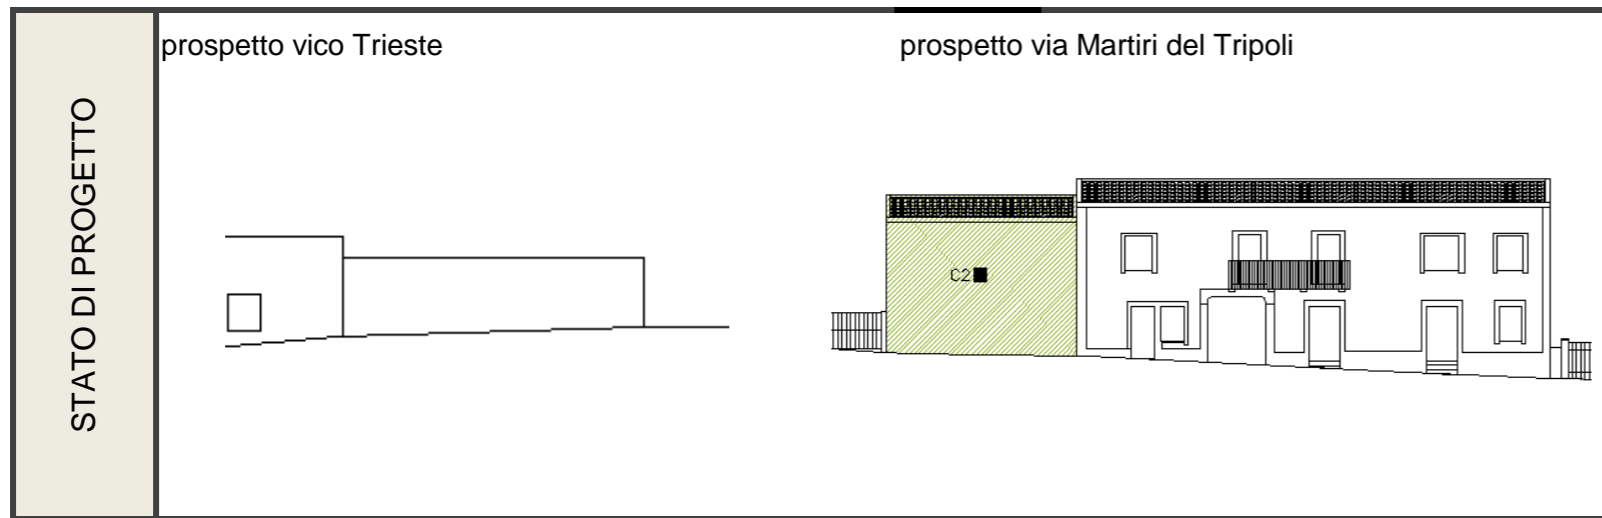 STATO DI PROGETTO
prospetto vico Trieste
prospetto via Martiri del Tripoli
C2